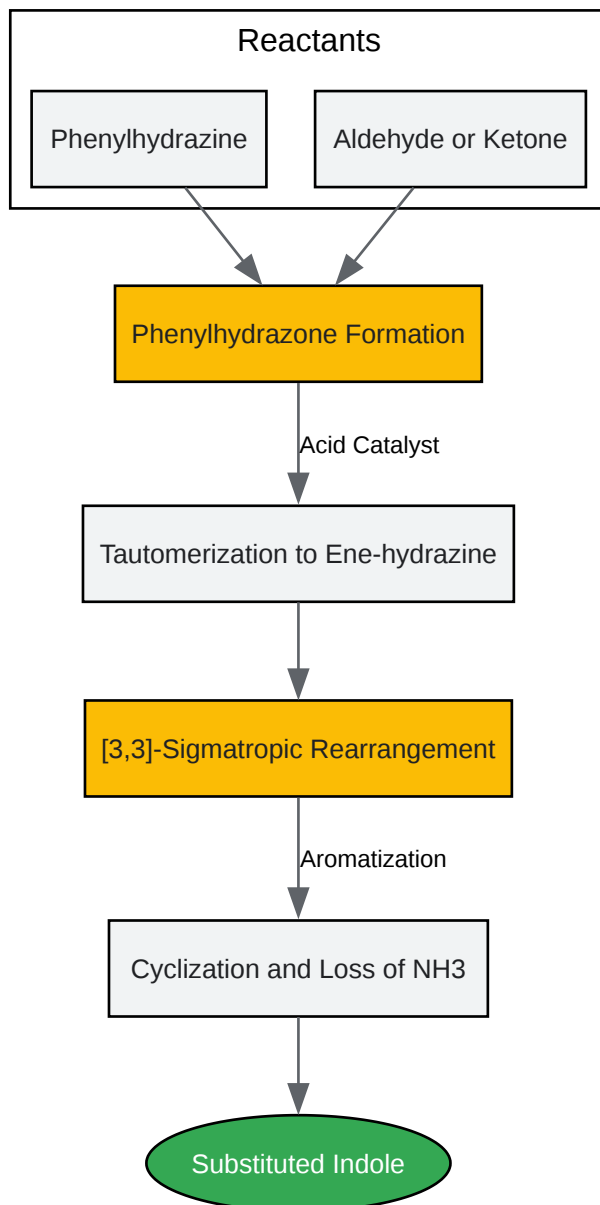 Reactants
Phenylhydrazine
Aldehyde or Ketone
Phenylhydrazone Formation
Acid Catalyst
Tautomerization to Ene-hydrazine
[3,3]-Sigmatropic Rearrangement
Aromatization
Cyclization and Loss of NH3
Substituted Indole